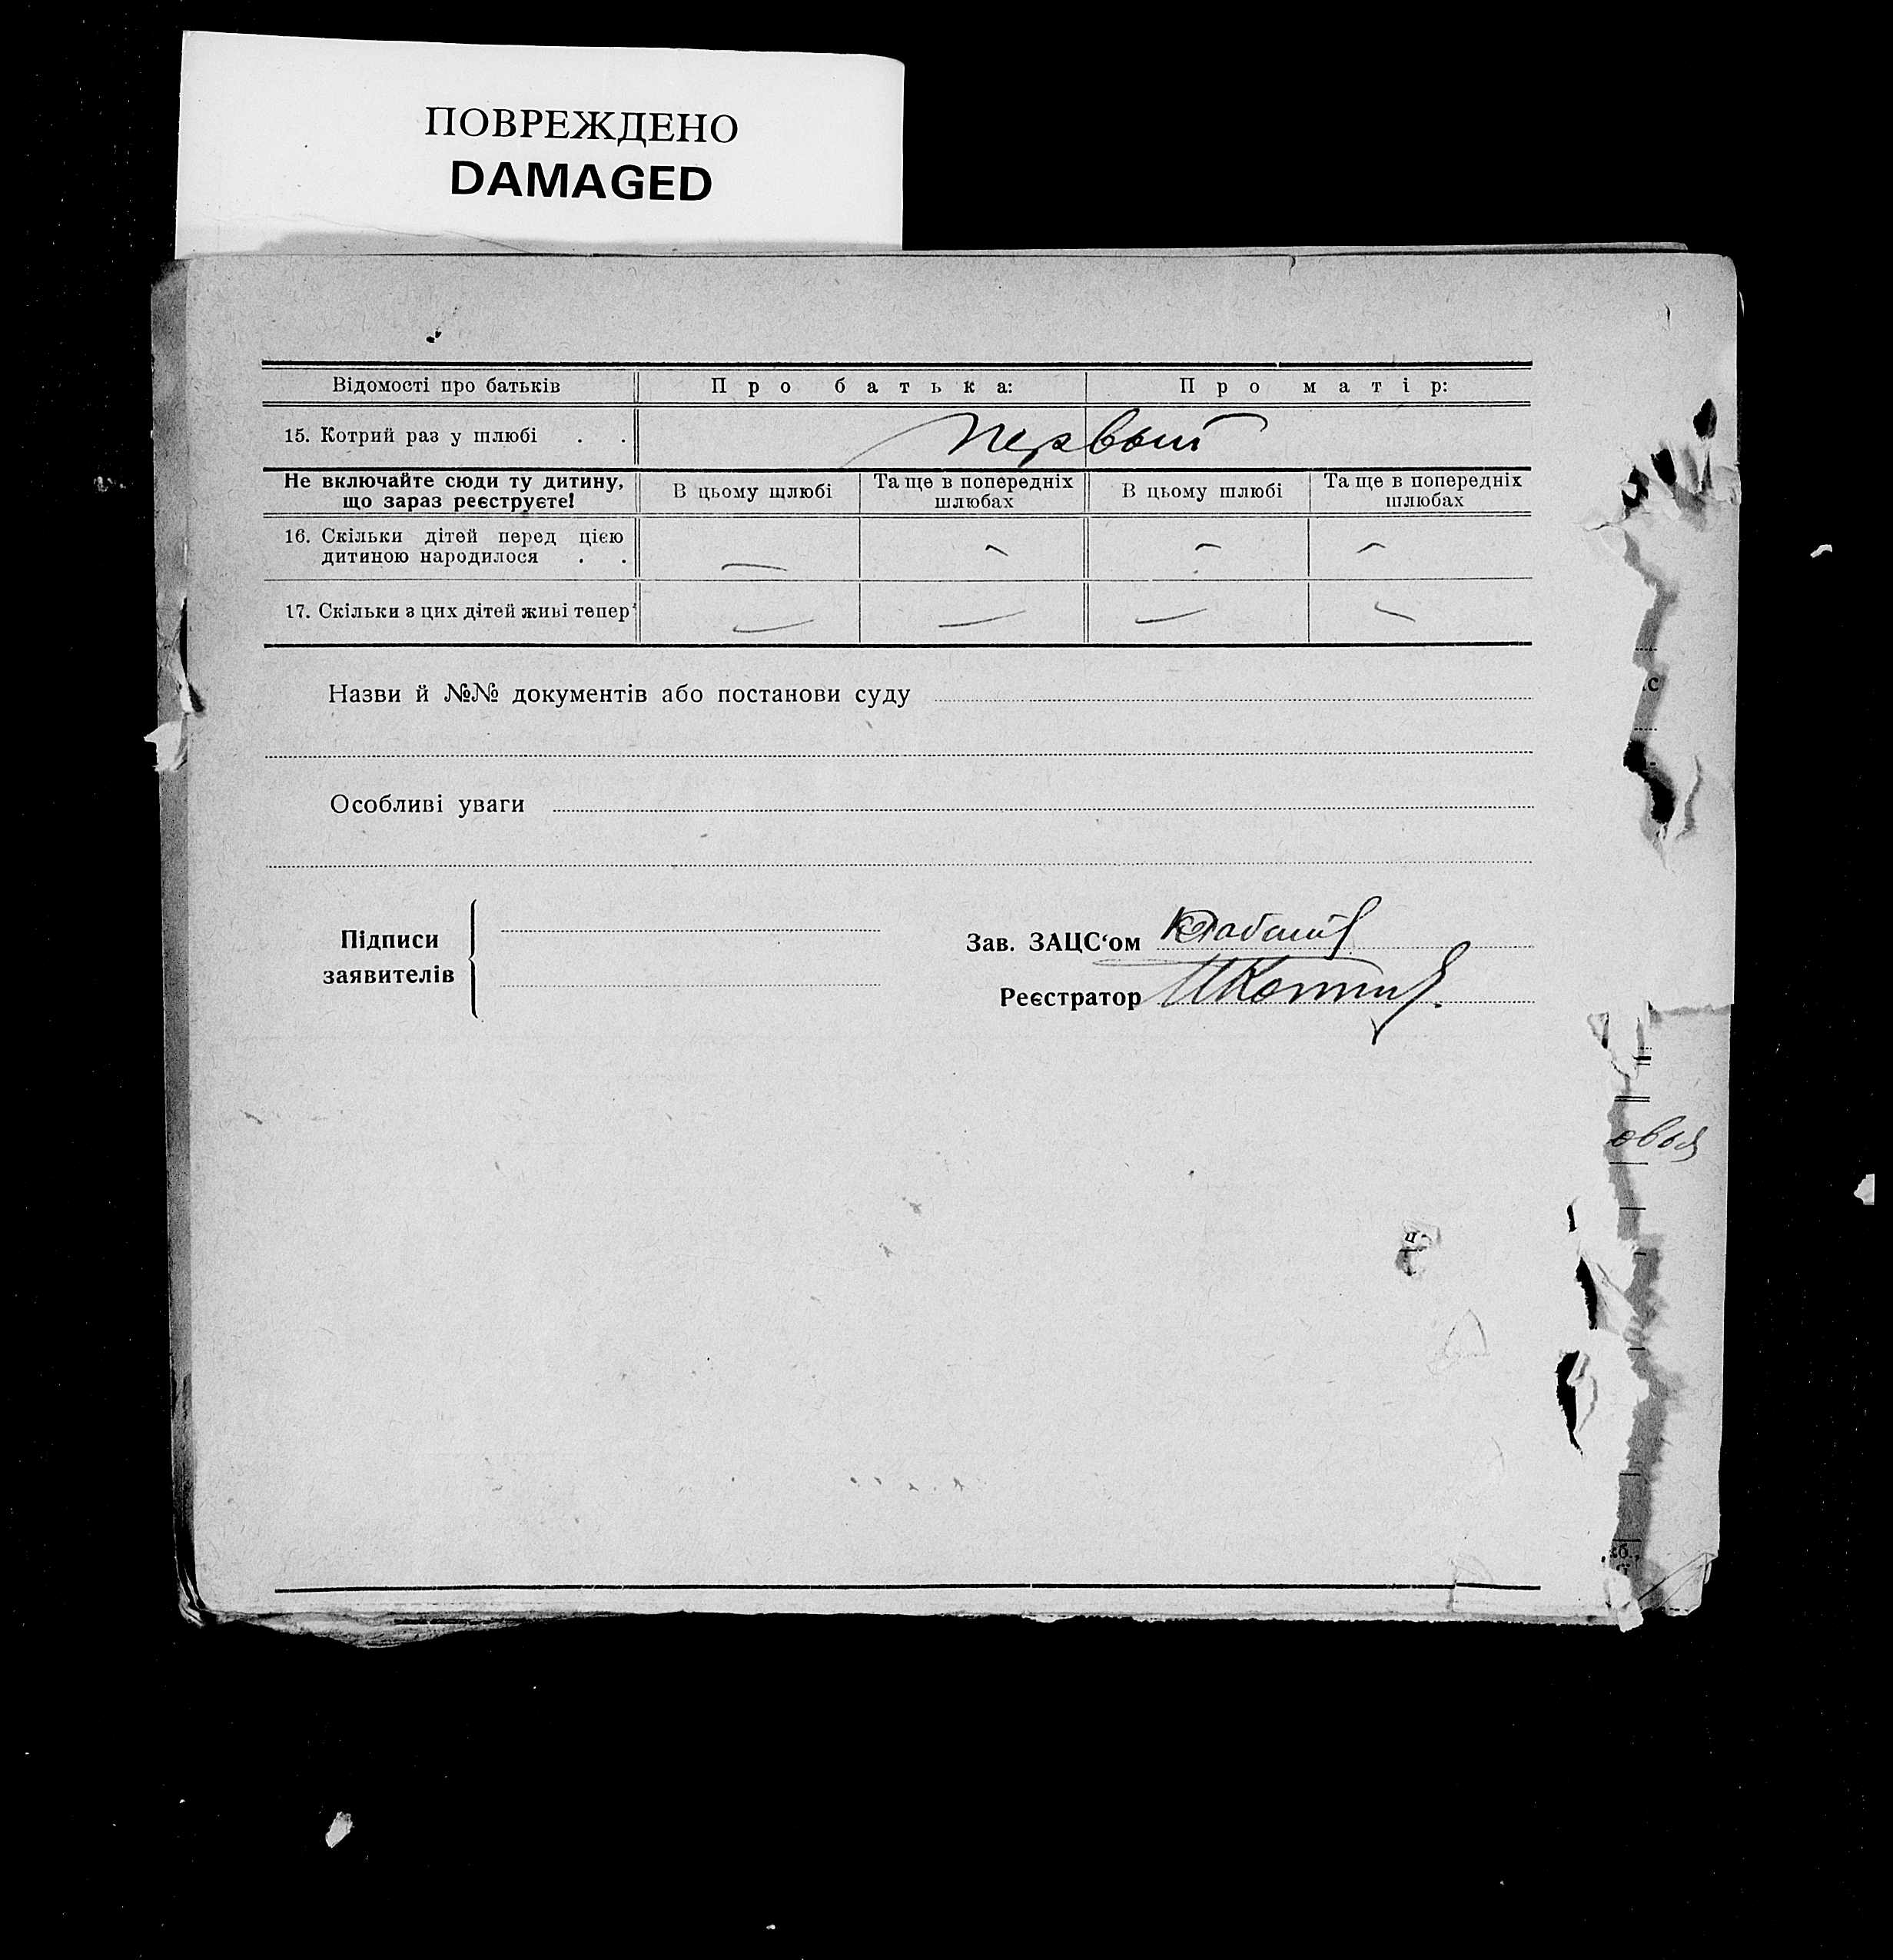 ПОВРЕЖДЕНО
DAMAGED
Відомості про батьків
Про батька:
Про матір:
15. Котрий раз у шлюбі . .
Первый
Не включайте сюди ту дитину,
що зараз реєструєте!
В цьому шлюбі
Та ще в попередніх
шлюбах
В цьому шлюбі
Та ще в попередніх
шлюбах
16. Скільки дітей перед цією
дитиною народилося . .
— — — —
17. Скільки з цих дітей живі тепер
— — — —
Назви й №№ документів або постанови суду
Особливі уваги
Підписи
заявителів
Зав. ЗАЦС‘ом
Реєстратор